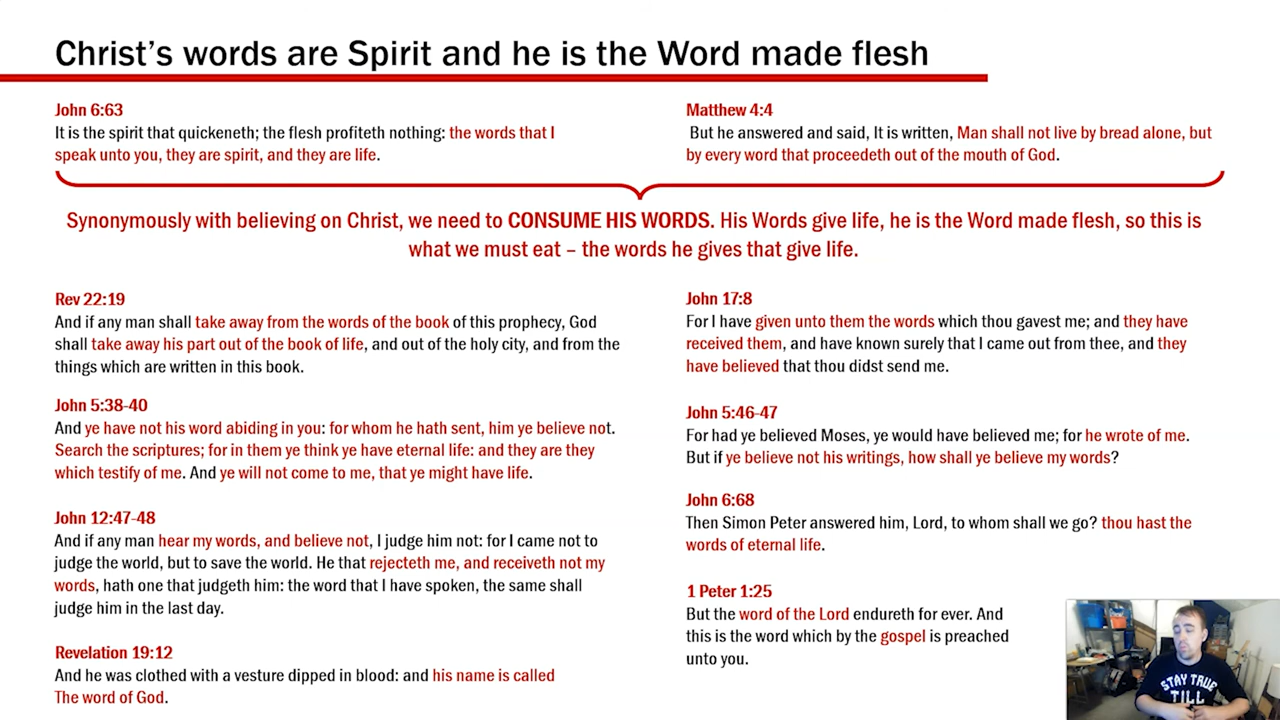 Christ's words are Spirit and he is the Word made flesh
John 6:63
It is the spirit that quickeneth; the flesh profiteth nothing: the words that I
speak unto you, they are spirit, and they are life.
Matthew 4:4
But he answered and said, It is written, Man shall not live by bread alone, but
by every word that proceedeth out of the mouth of God.
Synonymously with believing on Christ, we need to CONSUME HIS WORDS. His Words give life, he is the Word made flesh, so this is
what we must eat – the words he gives that give life.
Rev 22:19
And if any man shall take away from the words of the book of this prophecy, God
shall take away his part out of the book of life, and out of the holy city, and from the
things which are written in this book.
John 5:38-40
And ye have not his word abiding in you: for whom he hath sent, him ye believe not.
Search the scriptures; for in them ye think ye have eternal life: and they are they
which testify of me. And ye will not come to me, that ye might have life.
John 12:47-48
And if any man hear my words, and believe not, I judge him not: for I came not to
judge the world, but to save the world. He that rejecteth me, and receiveth not my
words, hath one that judgeth him: the word that I have spoken, the same shall
judge him in the last day.
Revelation 19:12
And he was clothed with a vesture dipped in blood: and his name is called
The word of God.
John 17:8
For I have given unto them the words which thou gavest me; and they have
received them, and have known surely that I came out from thee, and they
have believed that thou didst send me.
John 5:46-47
For had ye believed Moses, ye would have believed me; for he wrote of me.
But if ye believe not his writings, how shall ye believe my words?
John 6:68
Then Simon Peter answered him, Lord, to whom shall we go? thou hast the
words of eternal life.
1 Peter 1:25
But the word of the Lord endureth for ever. And
this is the word which by the gospel is preached
unto you.
STAY TRUE
TILL